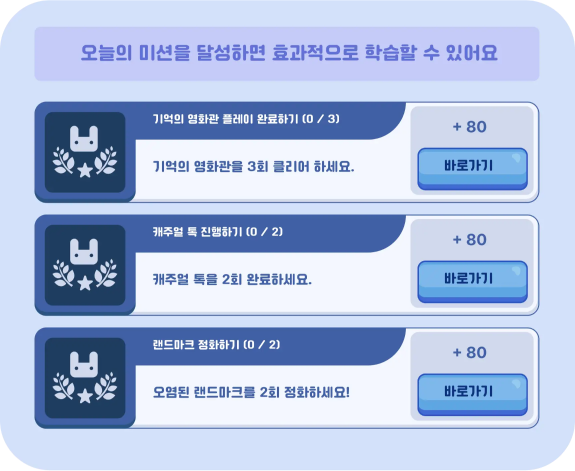 오늘의 미션을 달성하면 효과적으로 학습할 수 있어요
기억의 영화관 플레이 완료하기 (0 / 3)
기억의 영화관을 3회 클리어 하세요.
+ 80
바로가기
캐주얼 톡 진행하기 (0 / 2)
캐주얼 톡을 2회 완료하세요.
+ 80
바로가기
랜드마크 정화하기 (0 / 2)
오염된 랜드마크를 2회 정화하세요!
+ 80
바로가기